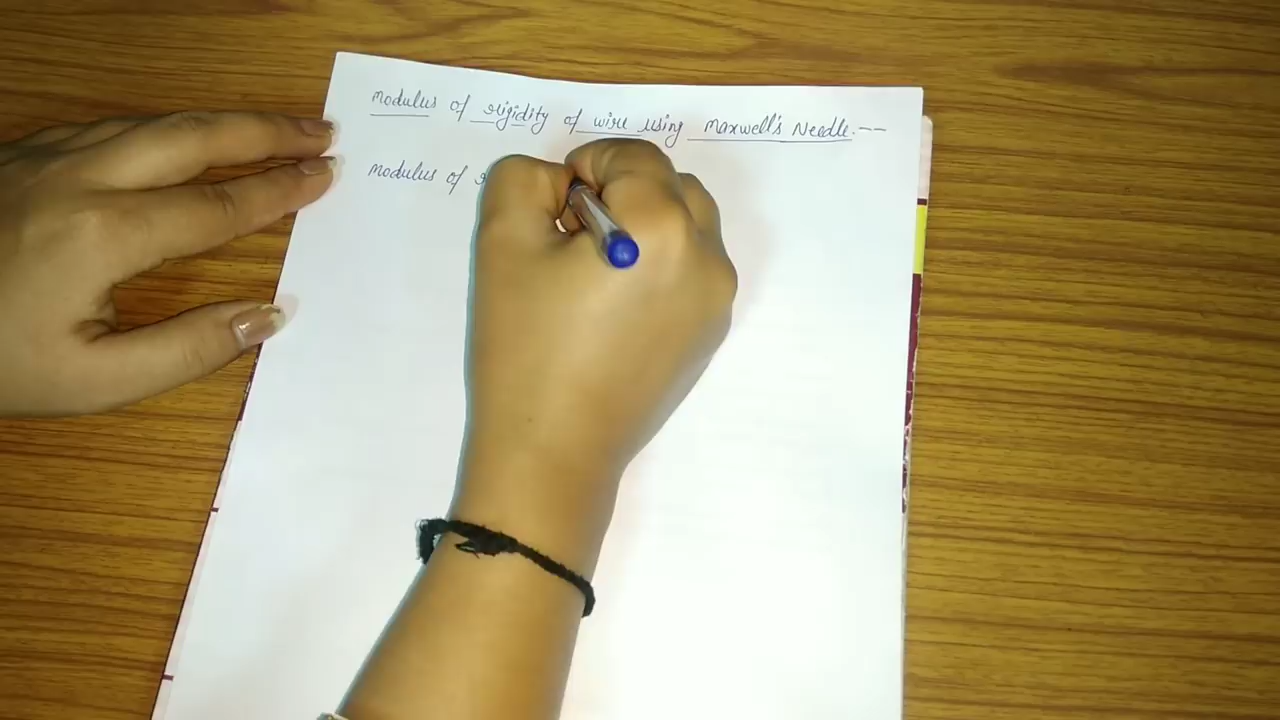 Modulus of rigidity of wire using Maxwell's Needle.--
Modulus of